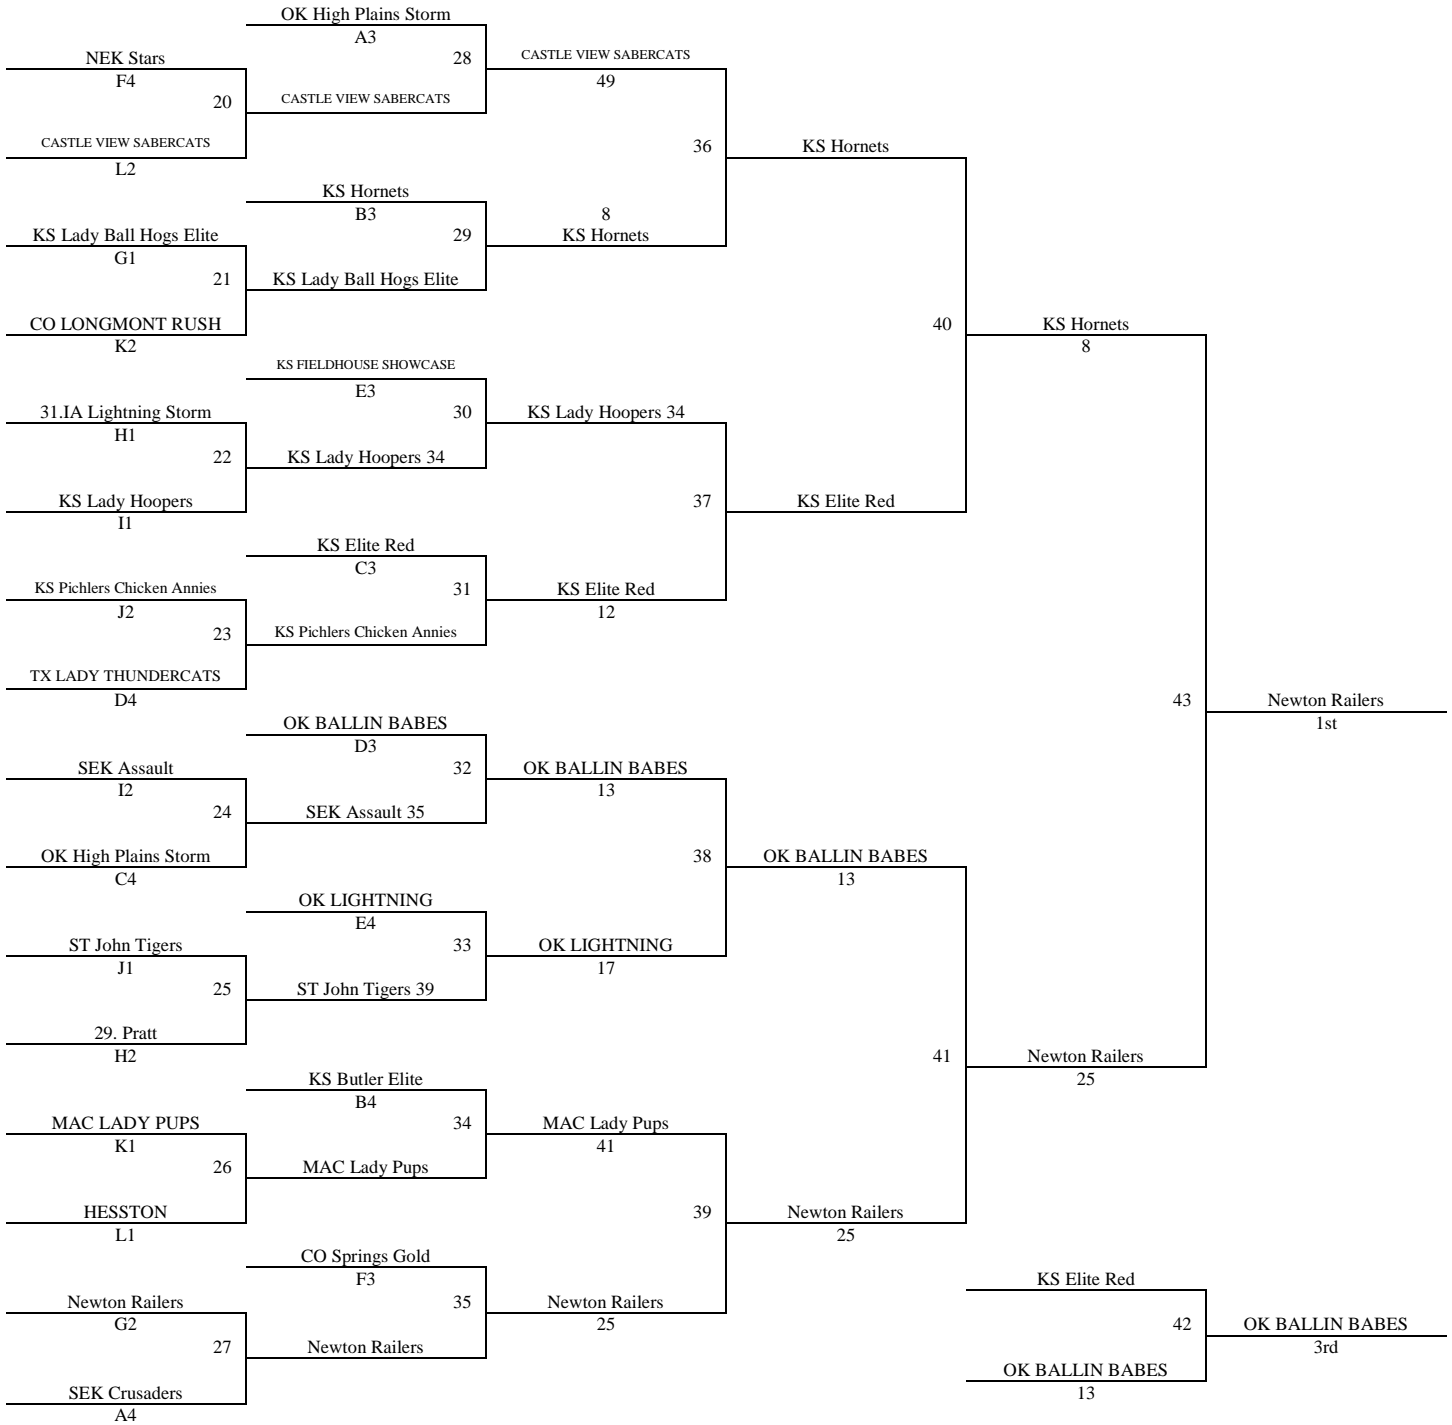 OK High Plains Storm
A3
NEK Stars
28
CASTLE VIEW SABERCATS
F4
49
20
CASTLE VIEW SABERCATS
CASTLE VIEW SABERCATS
36
KS Hornets
L2
KS Hornets
B3
8
KS Lady Ball Hogs Elite
29
KS Hornets
G1
21
KS Lady Ball Hogs Elite
CO LONGMONT RUSH
40
KS Hornets
K2
8
KS FIELDHOUSE SHOWCASE
E3
31.IA Lightning Storm
30
KS Lady Hoopers 34
H1
22
KS Lady Hoopers 34
KS Lady Hoopers
37
KS Elite Red
I1
KS Elite Red
C3
KS Pichlers Chicken Annies
31
KS Elite Red
J2
12
23
KS Pichlers Chicken Annies
TX LADY THUNDERCATS
D4
43
Newton Railers
1st
OK BALLIN BABES
D3
SEK Assault
32
OK BALLIN BABES
I2
13
24
SEK Assault 35
OK High Plains Storm
38
OK BALLIN BABES
C4
13
OK LIGHTNING
E4
ST John Tigers
33
OK LIGHTNING
J1
17
25
ST John Tigers 39
29. Pratt
H2
41
Newton Railers
25
KS Butler Elite
B4
MAC LADY PUPS
34
MAC Lady Pups
K1
41
26
MAC Lady Pups
HESSTON
39
Newton Railers
L1
25
CO Springs Gold
F3
KS Elite Red
Newton Railers
35
Newton Railers
G2
25
42
OK BALLIN BABES
27
Newton Railers
3rd
OK BALLIN BABES
SEK Crusaders
13
A4